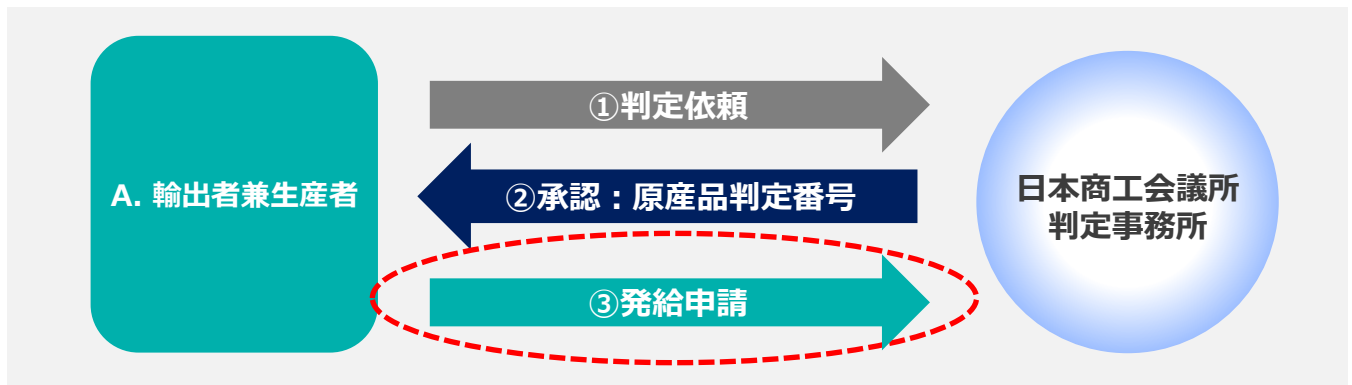 A. 輸出者兼生産者
①判定依頼
②承認：原産品判定番号
③発給申請
日本商工会議所
判定事務所